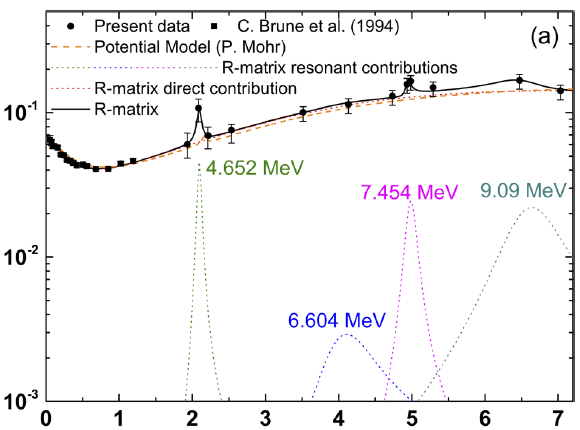 Present data C. Brune et al. (1994) (a)
Potential Model (P. Mohr)
R-matrix resonant contributions
R-matrix direct contribution
R-matrix
10⁻¹
4.652 MeV
7.454 MeV
9.09 MeV
10⁻²
6.604 MeV
10⁻³
0 1 2 3 4 5 6 7